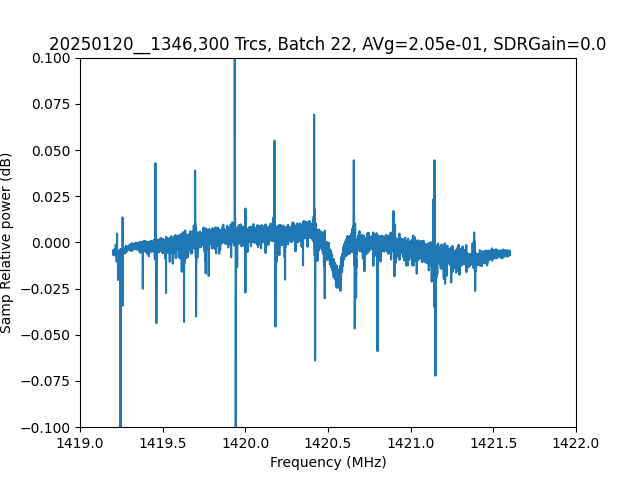 20250120__1346,300 Trcs, Batch 22, AVg=2.05e-01, SDRGain=0.0
0.100
0.075
0.050
0.025
0.000
−0.025
−0.050
−0.075
−0.100
Samp Relative power (dB)
1419.0 1419.5 1420.0 1420.5 1421.0 1421.5 1422.0
Frequency (MHz)